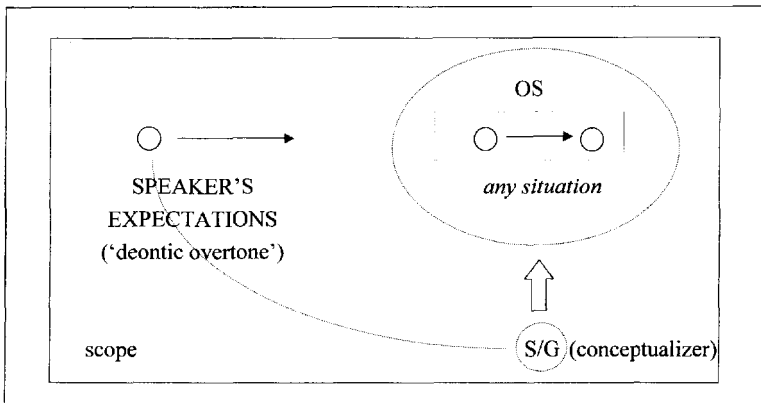 OS
SPEAKER'S
EXPECTATIONS
('deontic overtone')
any situation
scope
S/G (conceptualizer)